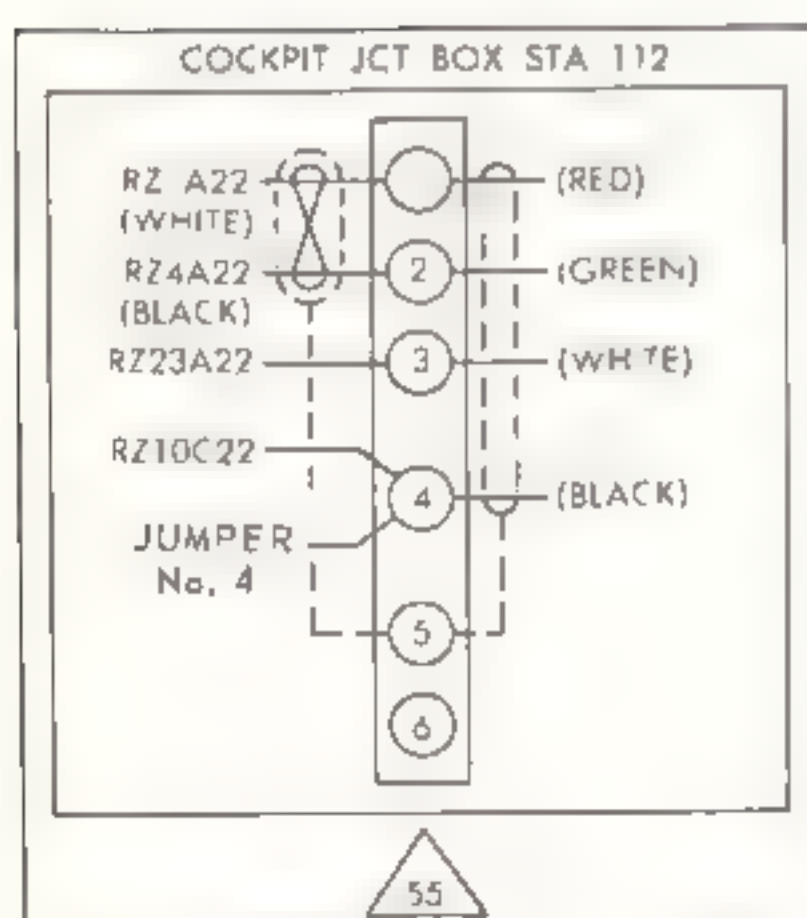 COCKPIT JCT BOX STA 112
RZ A22 (RED)
(WHITE)
RZ4A22 2 (GREEN)
(BLACK)
RZ23A22 3 (WHITE)
RZ10C22
4 (BLACK)
JUMPER
No. 4
5
6
55